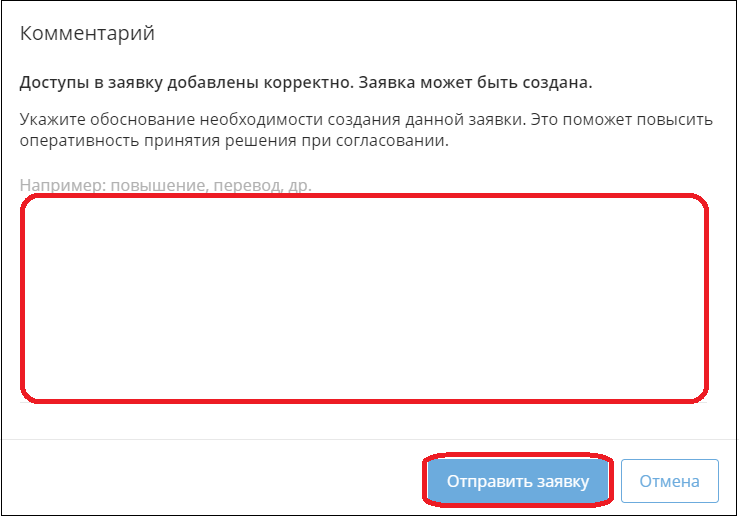 Комментарий
Доступы в заявку добавлены корректно. Заявка может быть создана.
Укажите обоснование необходимости создания данной заявки. Это поможет повысить
оперативность принятия решения при согласовании.
Например: повышение, перевод, др.
Отправить заявку
Отмена